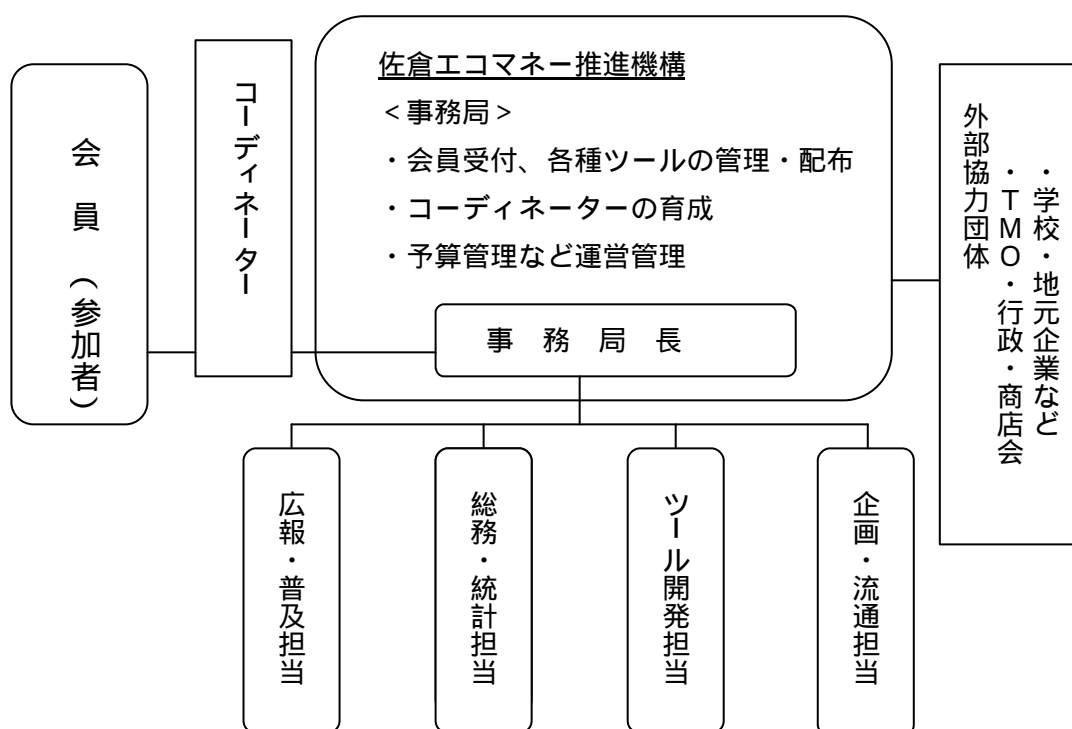 会員（参加者）
コーディネーター
佐倉エコマネー推進機構
＜事務局＞
・会員受付、各種ツールの管理・配布
・コーディネーターの育成
・予算管理など運営管理
事務局長
外部協力団体
・TMO・行政・商店会
・学校・地元企業など
広報・普及担当
総務・統計担当
ツール開発担当
企画・流通担当